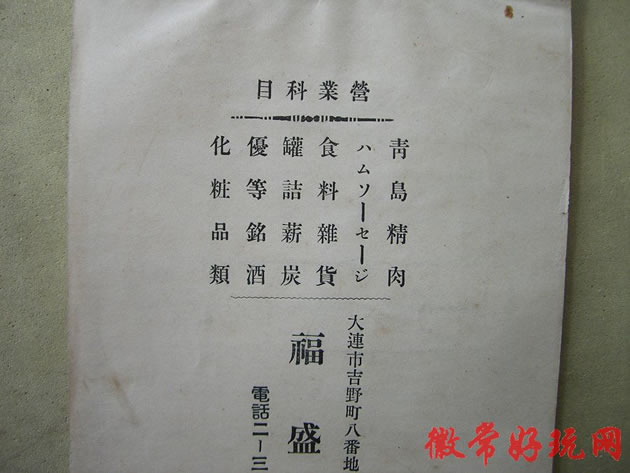 營業科目
青島精肉
ハムソーセージ
食料雜貨
罐詰薪炭
優等銘酒
化粧品類
大連市吉野町八番地
福盛
電話二一三
徽常好玩网